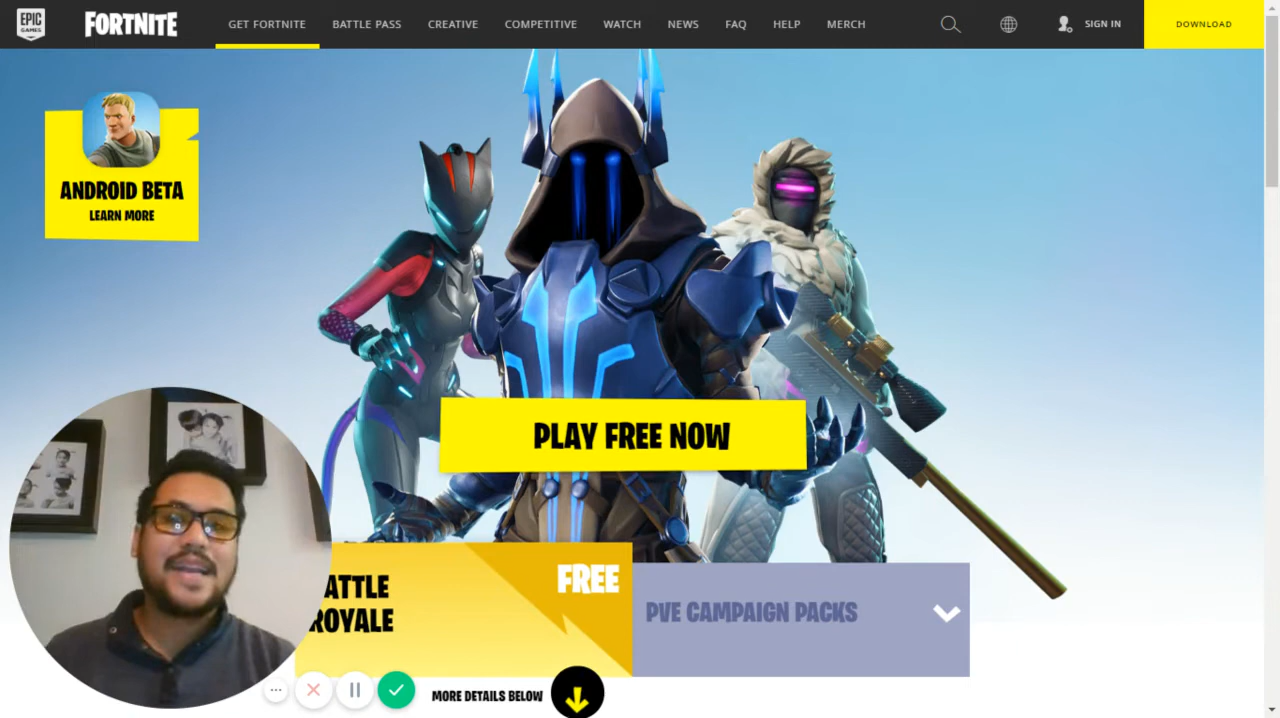 EPIC
GAMES
FORTNITE
GET FORTNITE
BATTLE PASS
CREATIVE
COMPETITIVE
WATCH
NEWS
FAQ
HELP
MERCH
SIGN IN
DOWNLOAD
ANDROID BETA
LEARN MORE
PLAY FREE NOW
ATTLE
ROYALE
FREE
PVE CAMPAIGN PACKS
MORE DETAILS BELOW